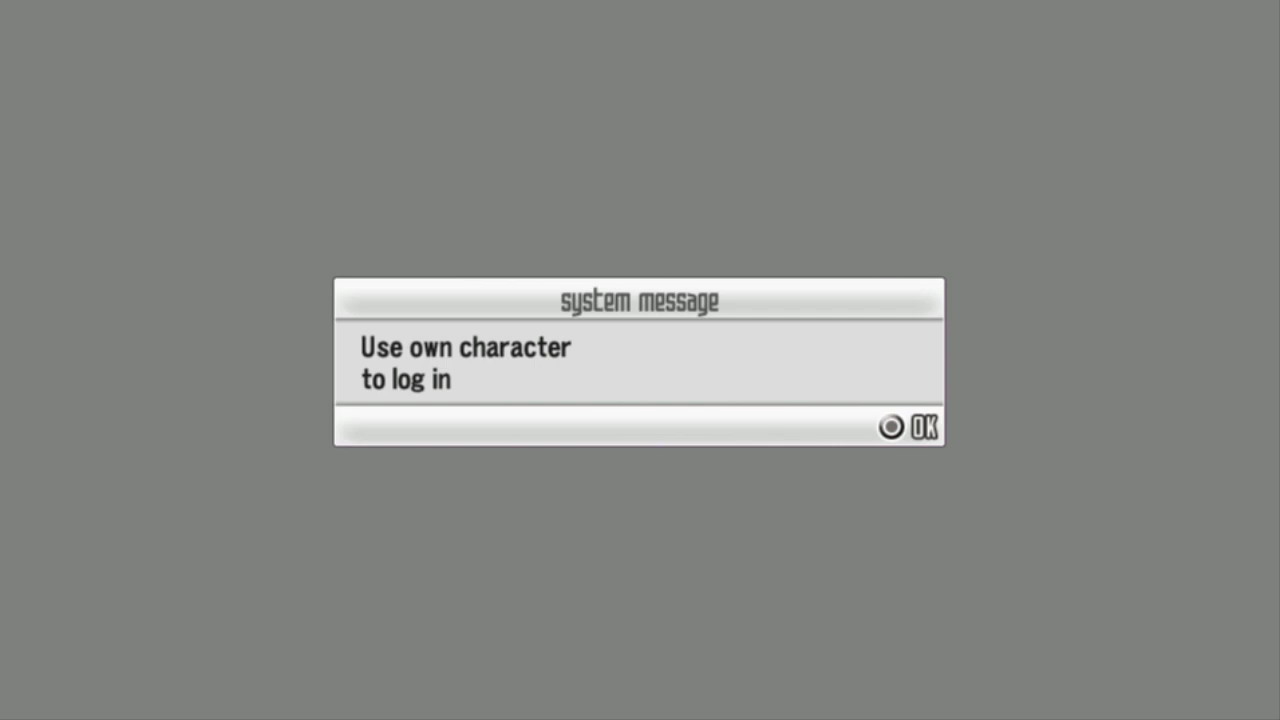 system message
Use own character
to log in
OK